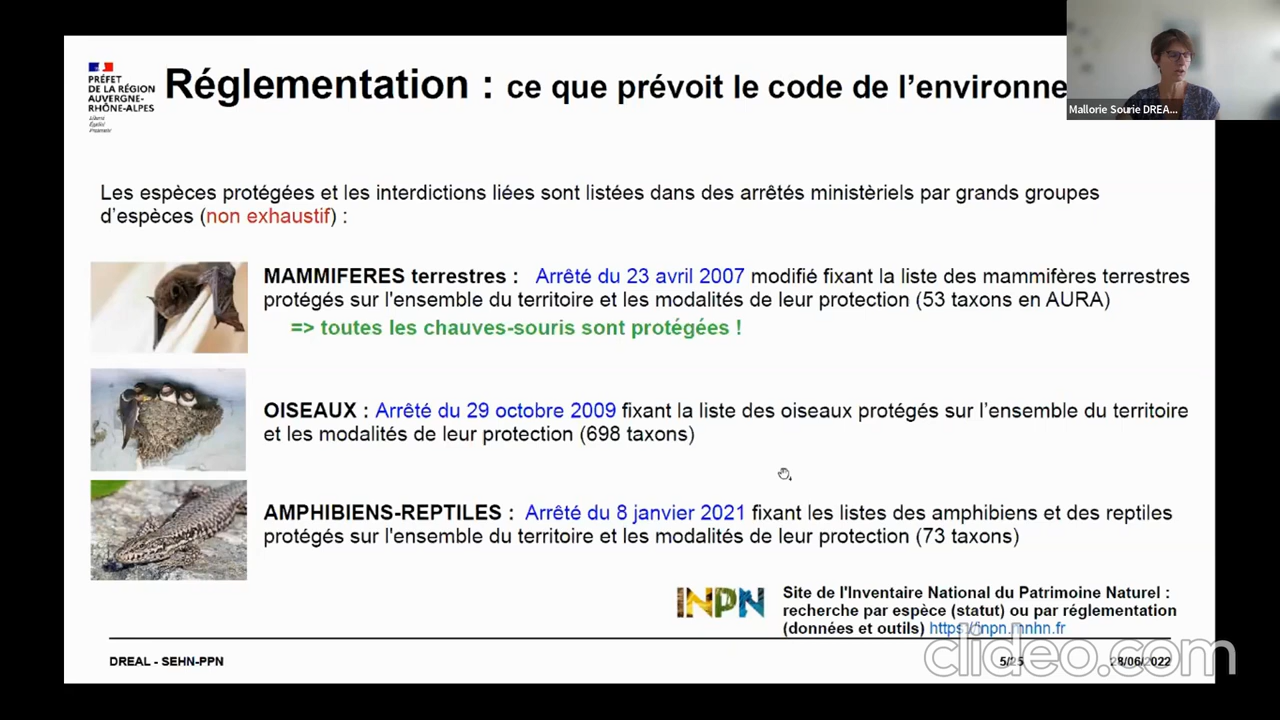 PRÉFET
DE LA RÉGION
AUVERGNE-
RHÔNE-ALPES
Liberté
Égalité
Fraternité
Réglementation : ce que prévoit le code de l'environne
Mallorie Sourie DREA...
Les espèces protégées et les interdictions liées sont listées dans des arrêtés ministèriels par grands groupes
d'espèces (non exhaustif) :
MAMMIFERES terrestres : Arrêté du 23 avril 2007 modifié fixant la liste des mammifères terrestres
protégés sur l'ensemble du territoire et les modalités de leur protection (53 taxons en AURA)
=> toutes les chauves-souris sont protégées !
OISEAUX : Arrêté du 29 octobre 2009 fixant la liste des oiseaux protégés sur l'ensemble du territoire
et les modalités de leur protection (698 taxons)
AMPHIBIENS-REPTILES : Arrêté du 8 janvier 2021 fixant les listes des amphibiens et des reptiles
protégés sur l'ensemble du territoire et les modalités de leur protection (73 taxons)
INPN
Site de l'Inventaire National du Patrimoine Naturel :
recherche par espèce (statut) ou par réglementation
(données et outils) https://inpn.mnhn.fr
DREAL - SEHN-PPN
5/25
28/06/2022
clideo.com